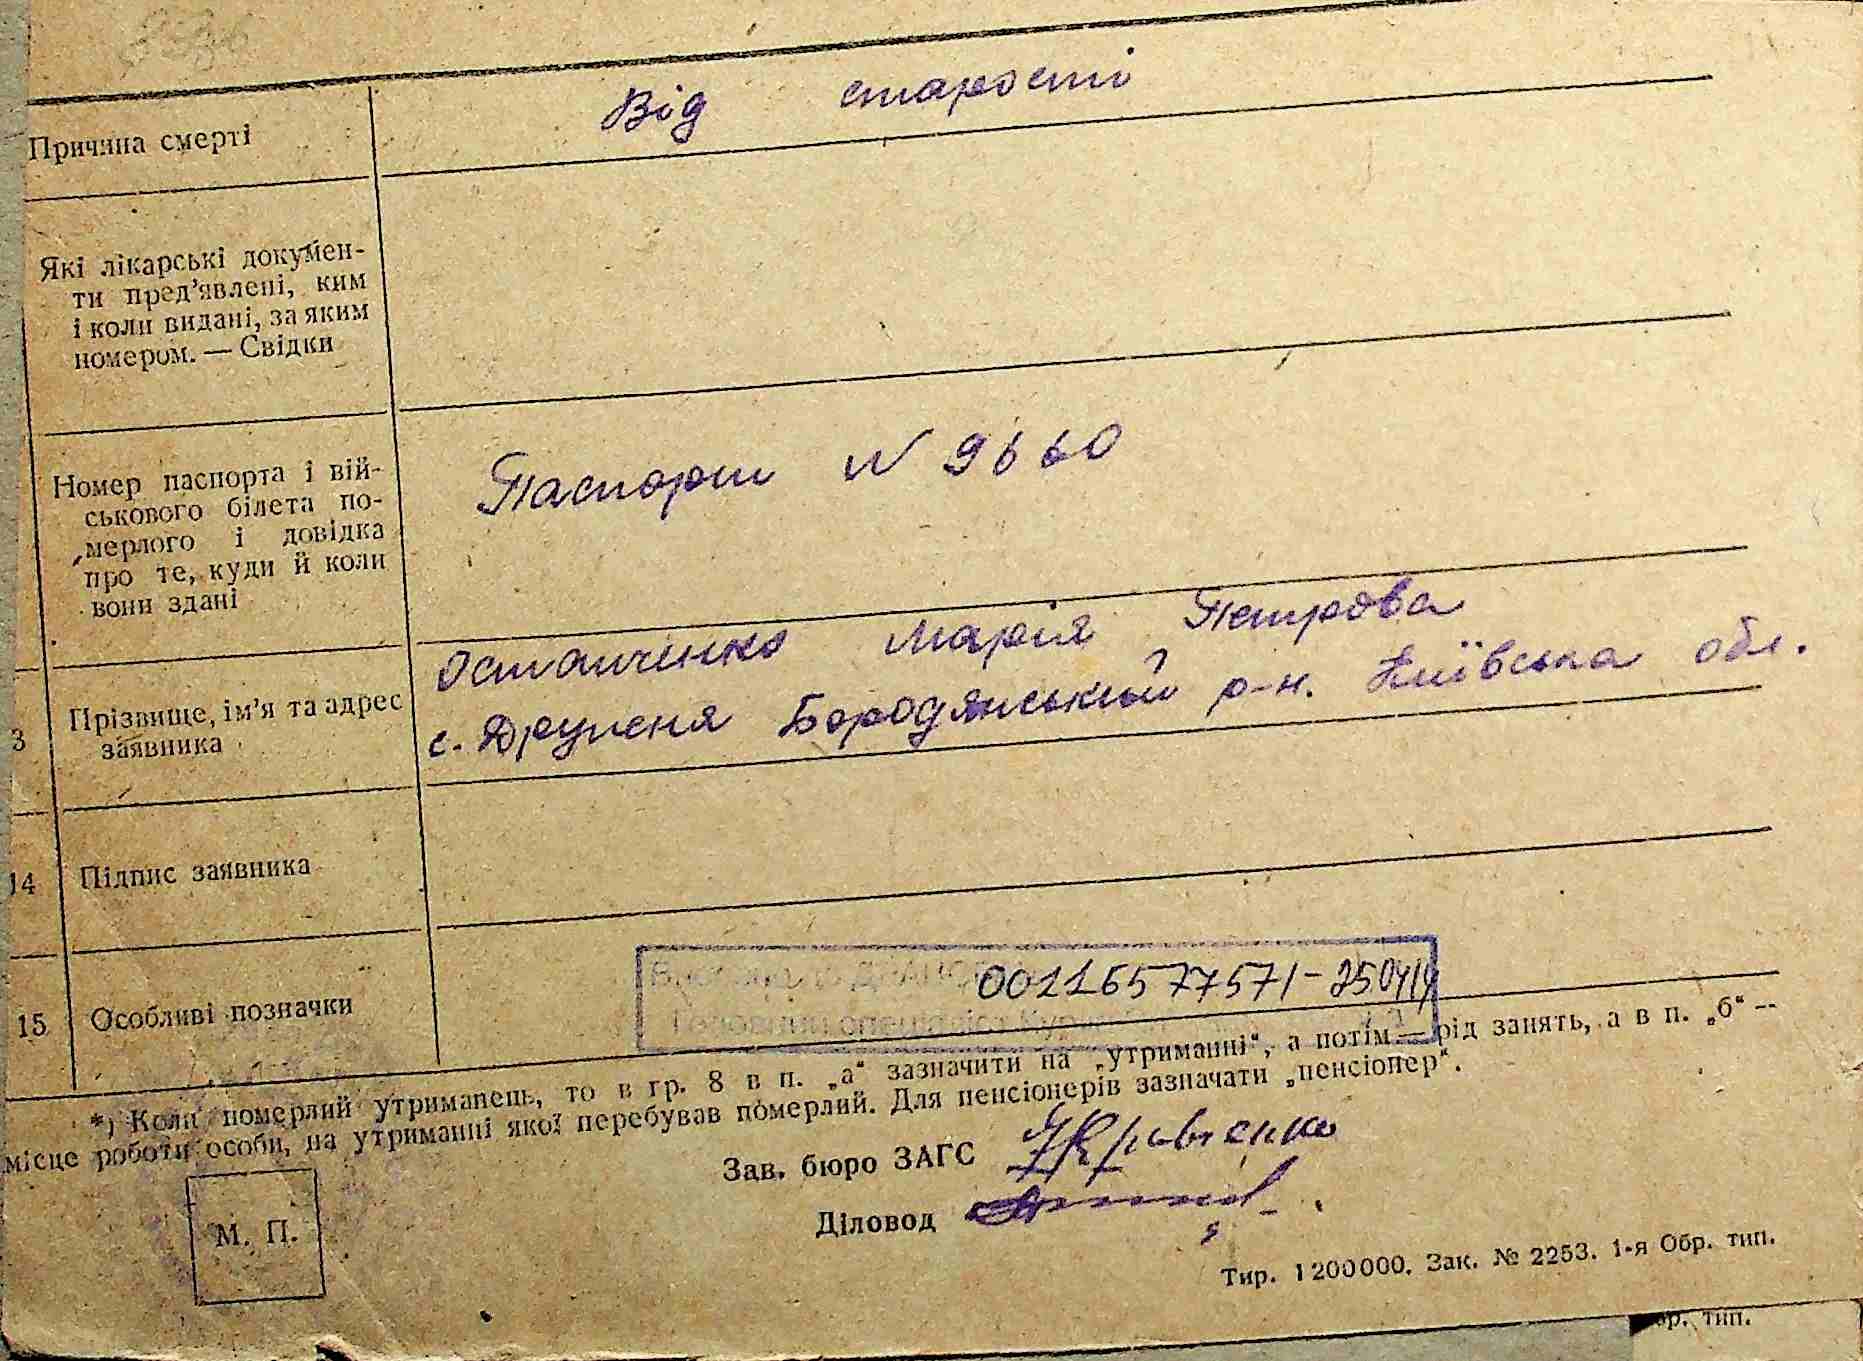 Причина смерті
Від старості
Які лікарські докумен-
ти пред'явлені, ким
і коли видані, за яким
номером. — Свідки
Номер паспорта і вій-
ськового білета по-
мерлого і довідка
про те, куди й коли
вони здані
Паспорт N 9660
3 Прізвище, ім'я та адрес
заявника
Остапченко Марія Петрова
с. Дружня Бородянський р-н. Київська обл.
14 Підпис заявника
15 Особливі позначки
00116577571-250414
*) Коли померлий утриманець, то в гр. 8 в п. „а“ зазначити на „утриманні“, а потім — рід занять, а в п. „б“ —
місце роботи особи, на утриманні якої перебував померлий. Для пенсіонерів зазначати „пенсіонер“.
Зав. бюро ЗАГС
Діловод
М. П.
Тир. 1200000. Зак. № 2253. 1-я Обр. тип.
ор. тип.